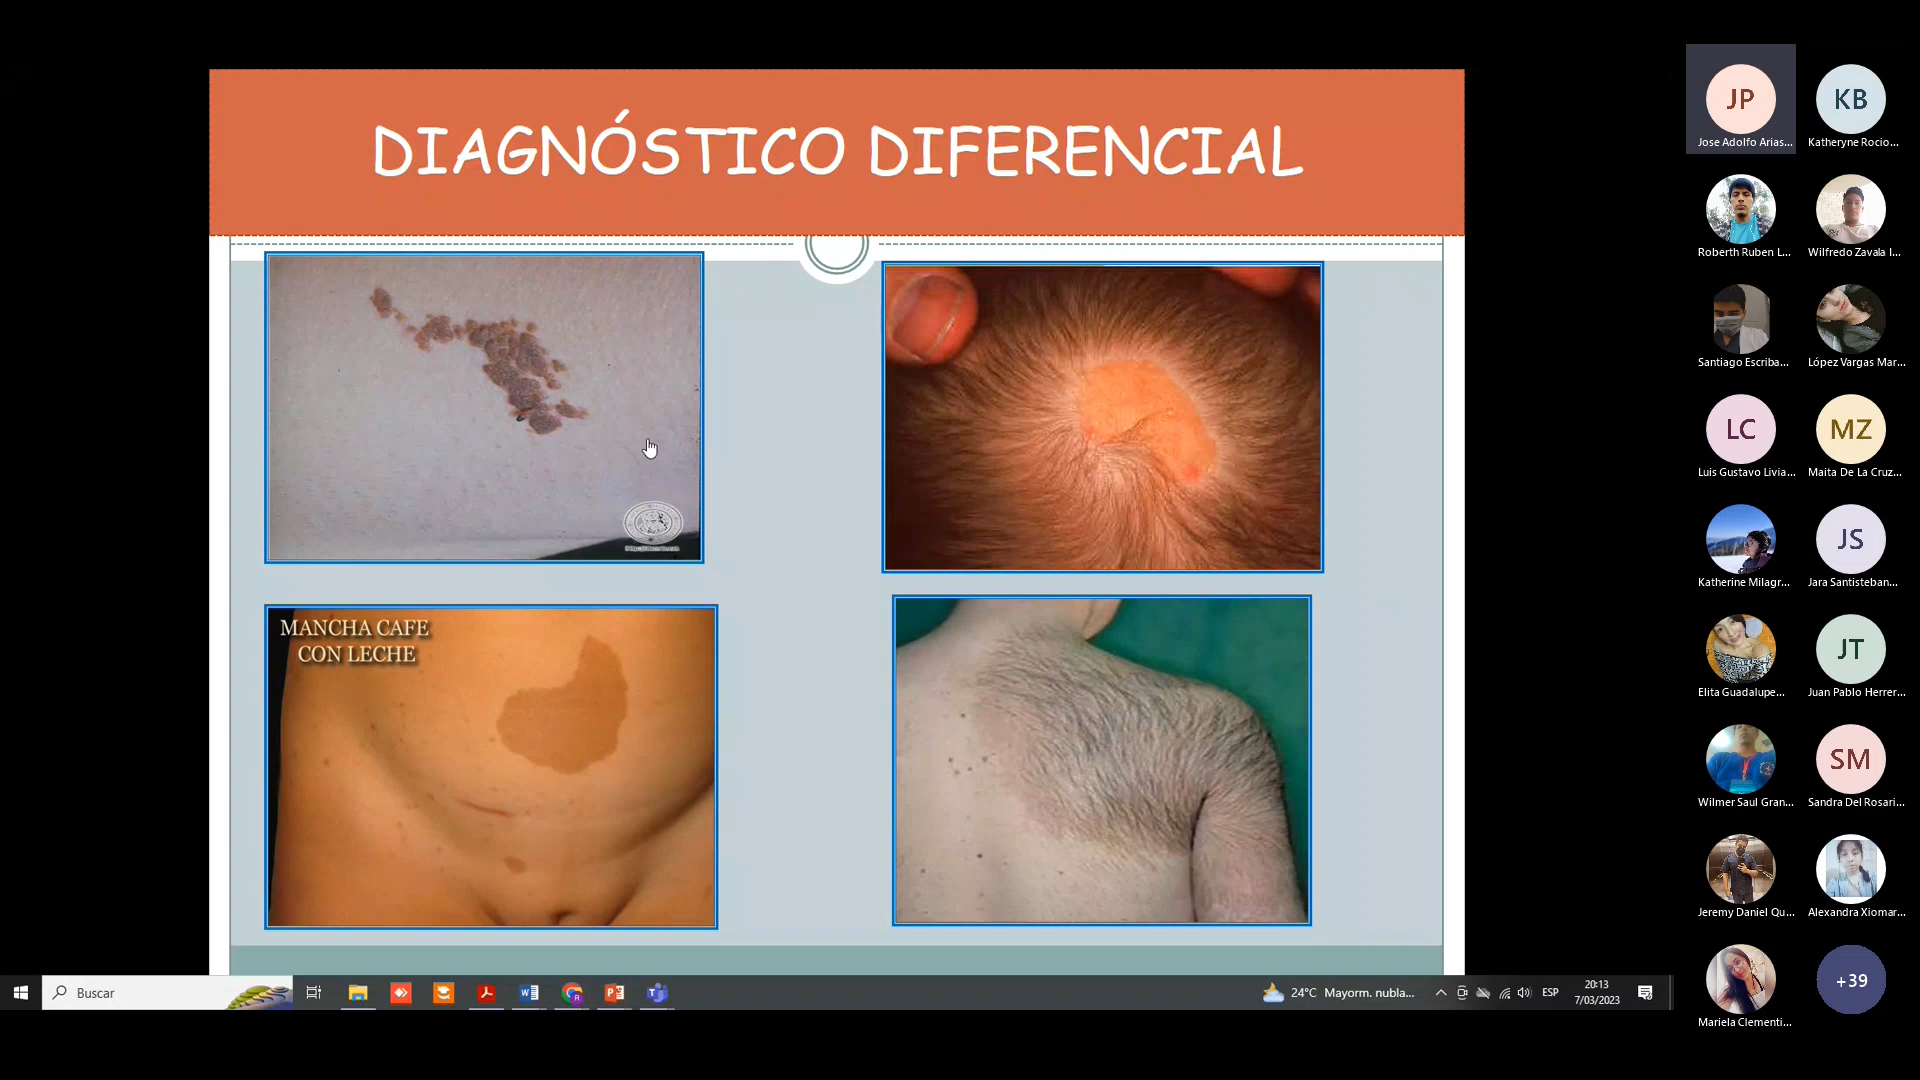 DIAGNÓSTICO DIFERENCIAL
MANCHA CAFE
CON LECHE
JP
Jose Adolfo Arias...
KB
Katheryne Rocio...
Roberth Ruben L...
Wilfredo Zavala I...
Santiago Escriba...
López Vargas Mar...
LC
Luis Gustavo Livia...
MZ
Maita De La Cruz...
Katherine Milagr...
JS
Jara Santisteban...
Elita Guadalupe...
JT
Juan Pablo Herrer...
Wilmer Saul Gran...
SM
Sandra Del Rosari...
Jeremy Daniel Qu...
Alexandra Xiomar...
Mariela Clementi...
+39
Buscar
24°C Mayorm. nubla...
ESP
20:13
7/03/2023